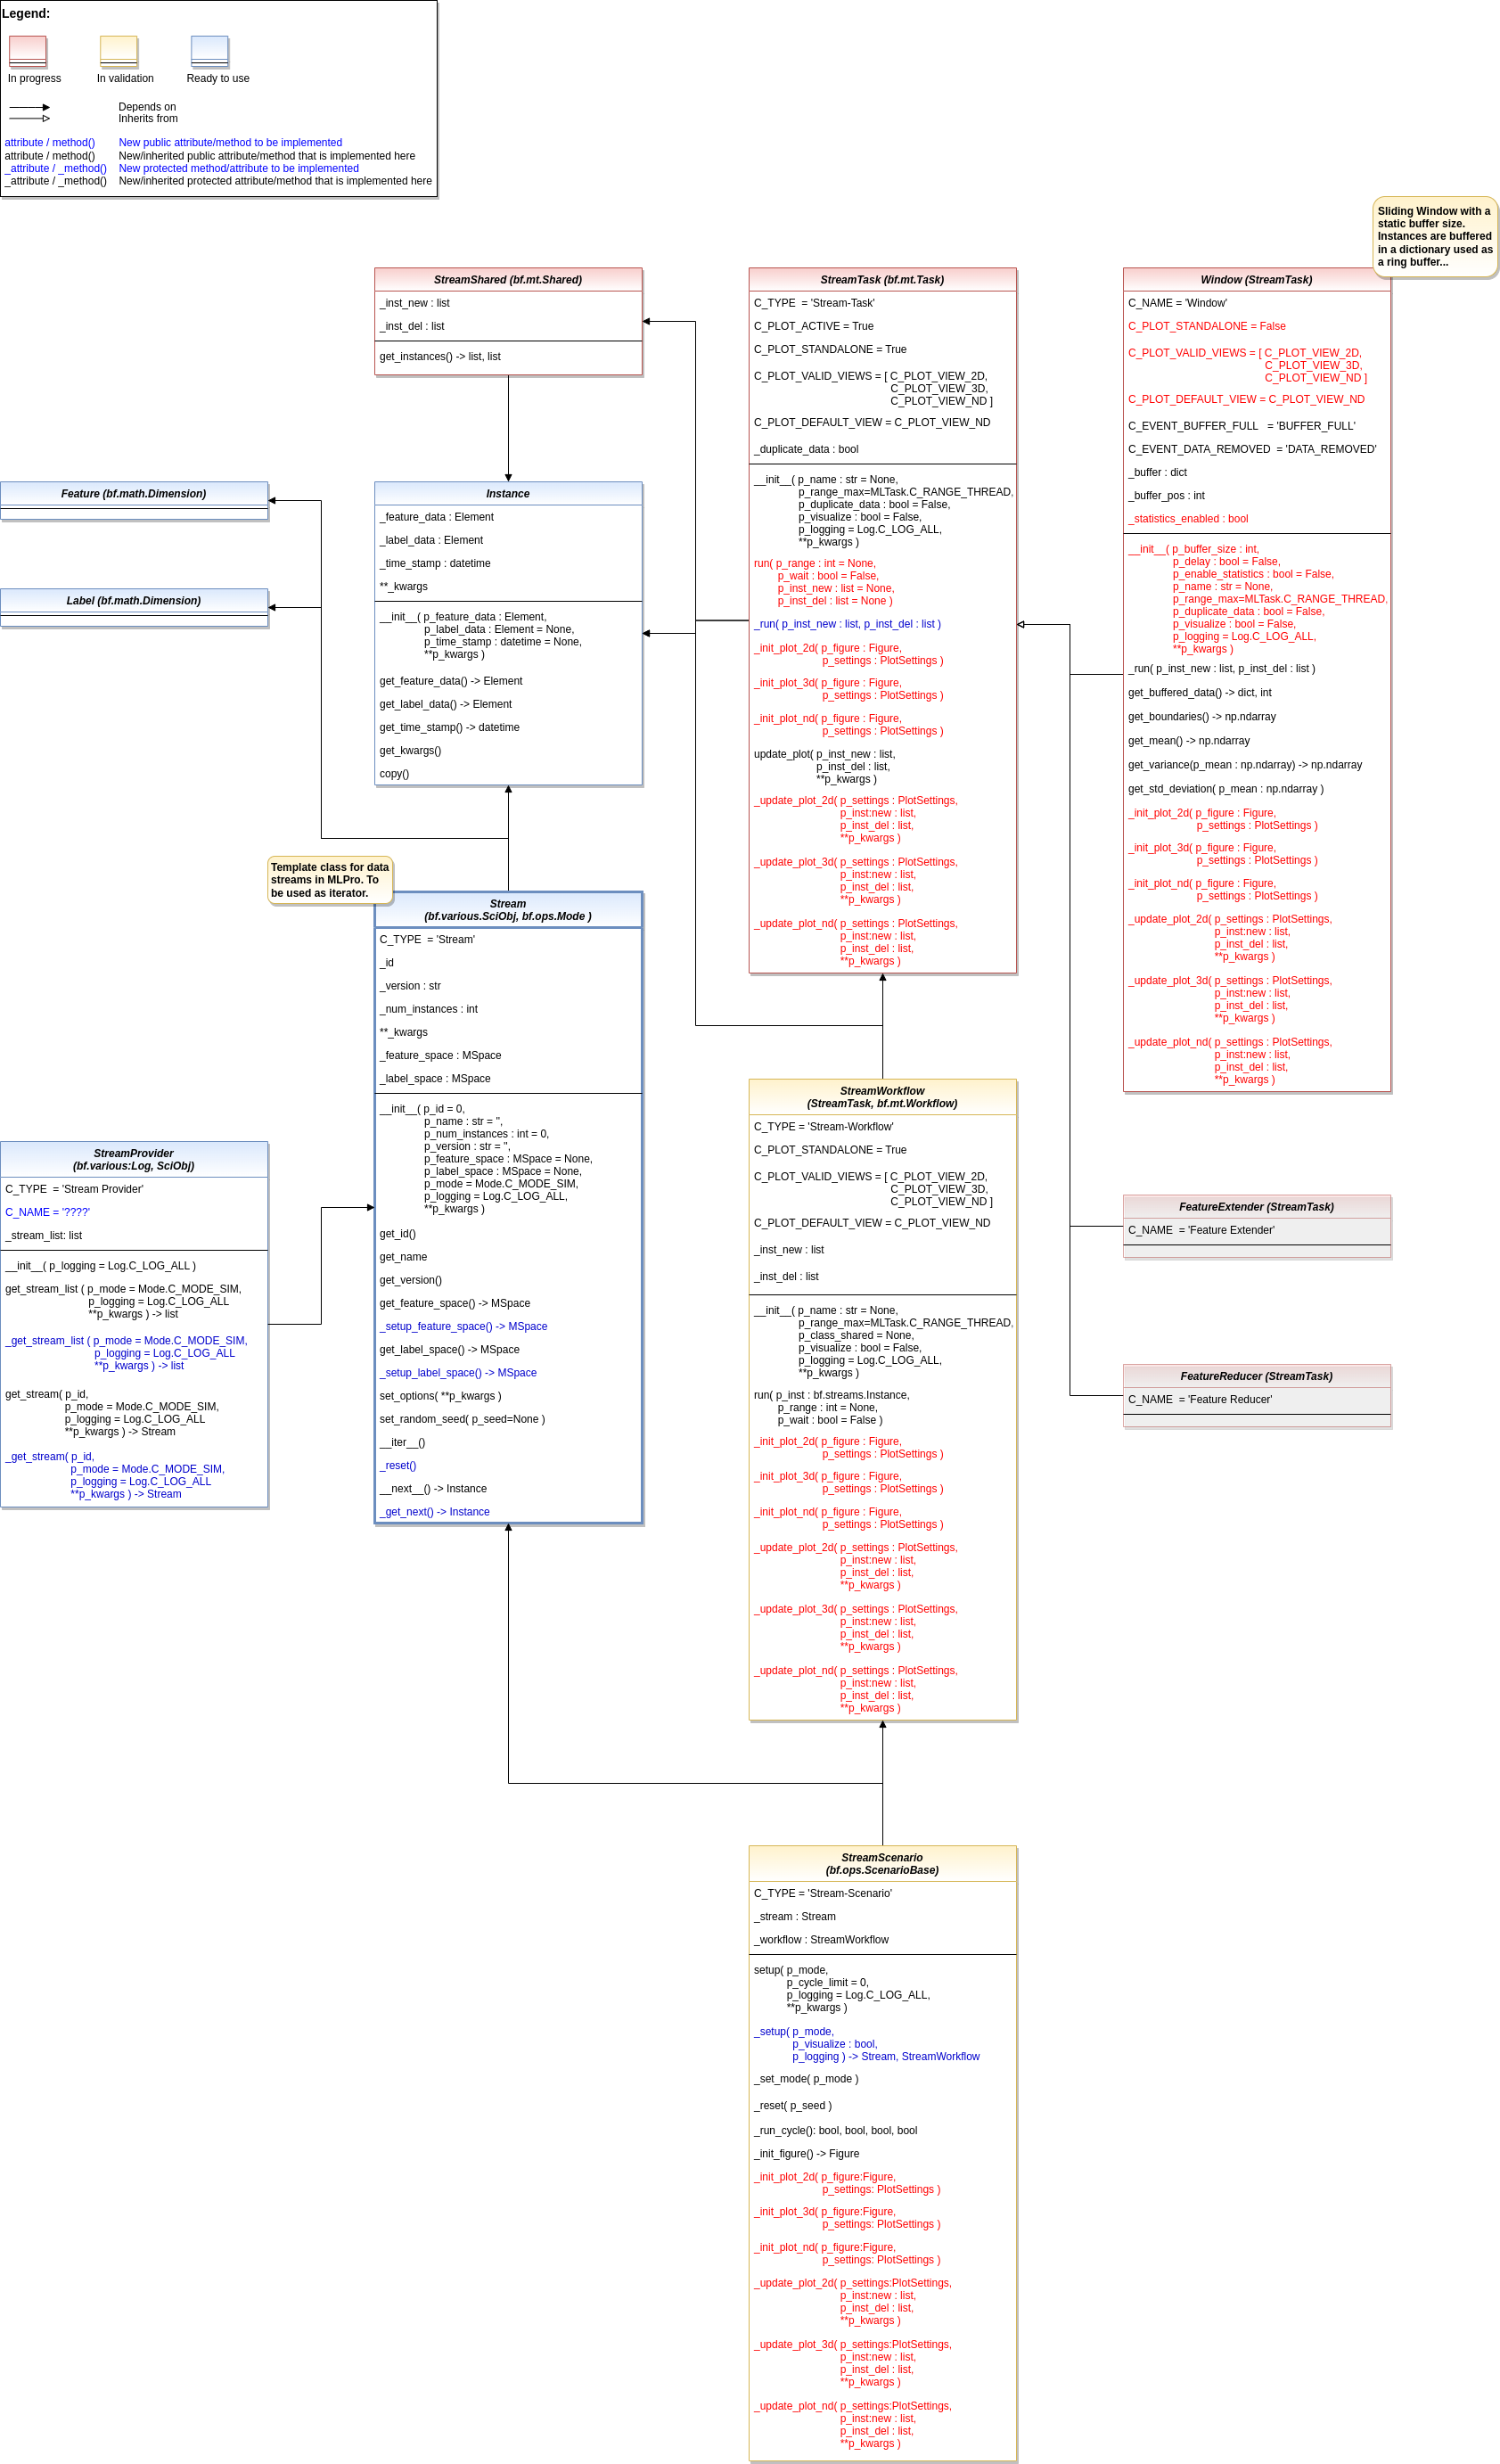 Legend:
In progress
In validation
Ready to use
Depends on
Inherits from
attribute / method() New public attribute/method to be implemented
attribute / method() New/inherited public attribute/method that is implemented here
_attribute / _method() New protected method/attribute to be implemented
_attribute / _method() New/inherited protected attribute/method that is implemented here
Sliding Window with a
static buffer size.
Instances are buffered
in a dictionary used as
a ring buffer...
StreamShared (bf.mt.Shared)
_inst_new : list
_inst_del : list
get_instances() -> list, list
StreamTask (bf.mt.Task)
C_TYPE = 'Stream-Task'
C_PLOT_ACTIVE = True
C_PLOT_STANDALONE = True
C_PLOT_VALID_VIEWS = [ C_PLOT_VIEW_2D,
C_PLOT_VIEW_3D,
C_PLOT_VIEW_ND ]
C_PLOT_DEFAULT_VIEW = C_PLOT_VIEW_ND
_duplicate_data : bool
__init__( p_name : str = None,
p_range_max=MLTask.C_RANGE_THREAD,
p_duplicate_data : bool = False,
p_visualize : bool = False,
p_logging = Log.C_LOG_ALL,
**p_kwargs )
run( p_range : int = None,
p_wait : bool = False,
p_inst_new : list = None,
p_inst_del : list = None )
_run( p_inst_new : list, p_inst_del : list )
_init_plot_2d( p_figure : Figure,
p_settings : PlotSettings )
_init_plot_3d( p_figure : Figure,
p_settings : PlotSettings )
_init_plot_nd( p_figure : Figure,
p_settings : PlotSettings )
update_plot( p_inst_new : list,
p_inst_del : list,
**p_kwargs )
_update_plot_2d( p_settings : PlotSettings,
p_inst:new : list,
p_inst_del : list,
**p_kwargs )
_update_plot_3d( p_settings : PlotSettings,
p_inst:new : list,
p_inst_del : list,
**p_kwargs )
_update_plot_nd( p_settings : PlotSettings,
p_inst:new : list,
p_inst_del : list,
**p_kwargs )
Window (StreamTask)
C_NAME = 'Window'
C_PLOT_STANDALONE = False
C_PLOT_VALID_VIEWS = [ C_PLOT_VIEW_2D,
C_PLOT_VIEW_3D,
C_PLOT_VIEW_ND ]
C_PLOT_DEFAULT_VIEW = C_PLOT_VIEW_ND
C_EVENT_BUFFER_FULL = 'BUFFER_FULL'
C_EVENT_DATA_REMOVED = 'DATA_REMOVED'
_buffer : dict
_buffer_pos : int
_statistics_enabled : bool
__init__( p_buffer_size : int,
p_delay : bool = False,
p_enable_statistics : bool = False,
p_name : str = None,
p_range_max=MLTask.C_RANGE_THREAD,
p_duplicate_data : bool = False,
p_visualize : bool = False,
p_logging = Log.C_LOG_ALL,
**p_kwargs )
_run( p_inst_new : list, p_inst_del : list )
get_buffered_data() -> dict, int
get_boundaries() -> np.ndarray
get_mean() -> np.ndarray
get_variance(p_mean : np.ndarray) -> np.ndarray
get_std_deviation( p_mean : np.ndarray )
_init_plot_2d( p_figure : Figure,
p_settings : PlotSettings )
_init_plot_3d( p_figure : Figure,
p_settings : PlotSettings )
_init_plot_nd( p_figure : Figure,
p_settings : PlotSettings )
_update_plot_2d( p_settings : PlotSettings,
p_inst:new : list,
p_inst_del : list,
**p_kwargs )
_update_plot_3d( p_settings : PlotSettings,
p_inst:new : list,
p_inst_del : list,
**p_kwargs )
_update_plot_nd( p_settings : PlotSettings,
p_inst:new : list,
p_inst_del : list,
**p_kwargs )
Feature (bf.math.Dimension)
Label (bf.math.Dimension)
Instance
_feature_data : Element
_label_data : Element
_time_stamp : datetime
**_kwargs
__init__( p_feature_data : Element,
p_label_data : Element = None,
p_time_stamp : datetime = None,
**p_kwargs )
get_feature_data() -> Element
get_label_data() -> Element
get_time_stamp() -> datetime
get_kwargs()
copy()
Template class for data
streams in MLPro. To
be used as iterator.
Stream
(bf.various.SciObj, bf.ops.Mode )
C_TYPE = 'Stream'
_id
_version : str
_num_instances : int
**_kwargs
_feature_space : MSpace
_label_space : MSpace
__init__( p_id = 0,
p_name : str = '',
p_num_instances : int = 0,
p_version : str = '',
p_feature_space : MSpace = None,
p_label_space : MSpace = None,
p_mode = Mode.C_MODE_SIM,
p_logging = Log.C_LOG_ALL,
**p_kwargs )
get_id()
get_name
get_version()
get_feature_space() -> MSpace
_setup_feature_space() -> MSpace
get_label_space() -> MSpace
_setup_label_space() -> MSpace
set_options( **p_kwargs )
set_random_seed( p_seed=None )
__iter__()
_reset()
__next__() -> Instance
_get_next() -> Instance
StreamProvider
(bf.various:Log, SciObj)
C_TYPE = 'Stream Provider'
C_NAME = '????'
_stream_list: list
__init__( p_logging = Log.C_LOG_ALL )
get_stream_list ( p_mode = Mode.C_MODE_SIM,
p_logging = Log.C_LOG_ALL
**p_kwargs ) -> list
_get_stream_list ( p_mode = Mode.C_MODE_SIM,
p_logging = Log.C_LOG_ALL
**p_kwargs ) -> list
get_stream( p_id,
p_mode = Mode.C_MODE_SIM,
p_logging = Log.C_LOG_ALL
**p_kwargs ) -> Stream
_get_stream( p_id,
p_mode = Mode.C_MODE_SIM,
p_logging = Log.C_LOG_ALL
**p_kwargs ) -> Stream
StreamWorkflow
(StreamTask, bf.mt.Workflow)
C_TYPE = 'Stream-Workflow'
C_PLOT_STANDALONE = True
C_PLOT_VALID_VIEWS = [ C_PLOT_VIEW_2D,
C_PLOT_VIEW_3D,
C_PLOT_VIEW_ND ]
C_PLOT_DEFAULT_VIEW = C_PLOT_VIEW_ND
_inst_new : list
_inst_del : list
__init__( p_name : str = None,
p_range_max=MLTask.C_RANGE_THREAD,
p_class_shared = None,
p_visualize : bool = False,
p_logging = Log.C_LOG_ALL,
**p_kwargs )
run( p_inst : bf.streams.Instance,
p_range : int = None,
p_wait : bool = False )
_init_plot_2d( p_figure : Figure,
p_settings : PlotSettings )
_init_plot_3d( p_figure : Figure,
p_settings : PlotSettings )
_init_plot_nd( p_figure : Figure,
p_settings : PlotSettings )
_update_plot_2d( p_settings : PlotSettings,
p_inst:new : list,
p_inst_del : list,
**p_kwargs )
_update_plot_3d( p_settings : PlotSettings,
p_inst:new : list,
p_inst_del : list,
**p_kwargs )
_update_plot_nd( p_settings : PlotSettings,
p_inst:new : list,
p_inst_del : list,
**p_kwargs )
FeatureExtender (StreamTask)
C_NAME = 'Feature Extender'
FeatureReducer (StreamTask)
C_NAME = 'Feature Reducer'
StreamScenario
(bf.ops.ScenarioBase)
C_TYPE = 'Stream-Scenario'
_stream : Stream
_workflow : StreamWorkflow
setup( p_mode,
p_cycle_limit = 0,
p_logging = Log.C_LOG_ALL,
**p_kwargs )
_setup( p_mode,
p_visualize : bool,
p_logging ) -> Stream, StreamWorkflow
_set_mode( p_mode )
_reset( p_seed )
_run_cycle(): bool, bool, bool, bool
_init_figure() -> Figure
_init_plot_2d( p_figure:Figure,
p_settings: PlotSettings )
_init_plot_3d( p_figure:Figure,
p_settings: PlotSettings )
_init_plot_nd( p_figure:Figure,
p_settings: PlotSettings )
_update_plot_2d( p_settings:PlotSettings,
p_inst:new : list,
p_inst_del : list,
**p_kwargs )
_update_plot_3d( p_settings:PlotSettings,
p_inst:new : list,
p_inst_del : list,
**p_kwargs )
_update_plot_nd( p_settings:PlotSettings,
p_inst:new : list,
p_inst_del : list,
**p_kwargs )